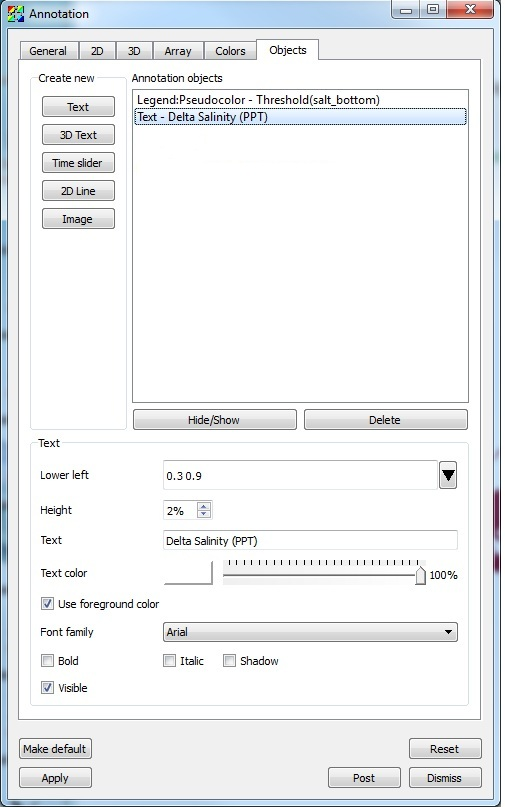 Annotation
General 2D 3D Array Colors Objects
Create new
Annotation objects
Text
3D Text
Time slider
2D Line
Image
Legend:Pseudocolor - Threshold(salt_bottom)
Text - Delta Salinity (PPT)
Hide/Show Delete
Text
Lower left 0.3 0.9
Height 2%
Text Delta Salinity (PPT)
Text color 100%
Use foreground color
Font family Arial
Bold Italic Shadow
Visible
Make default Reset
Apply Post Dismiss